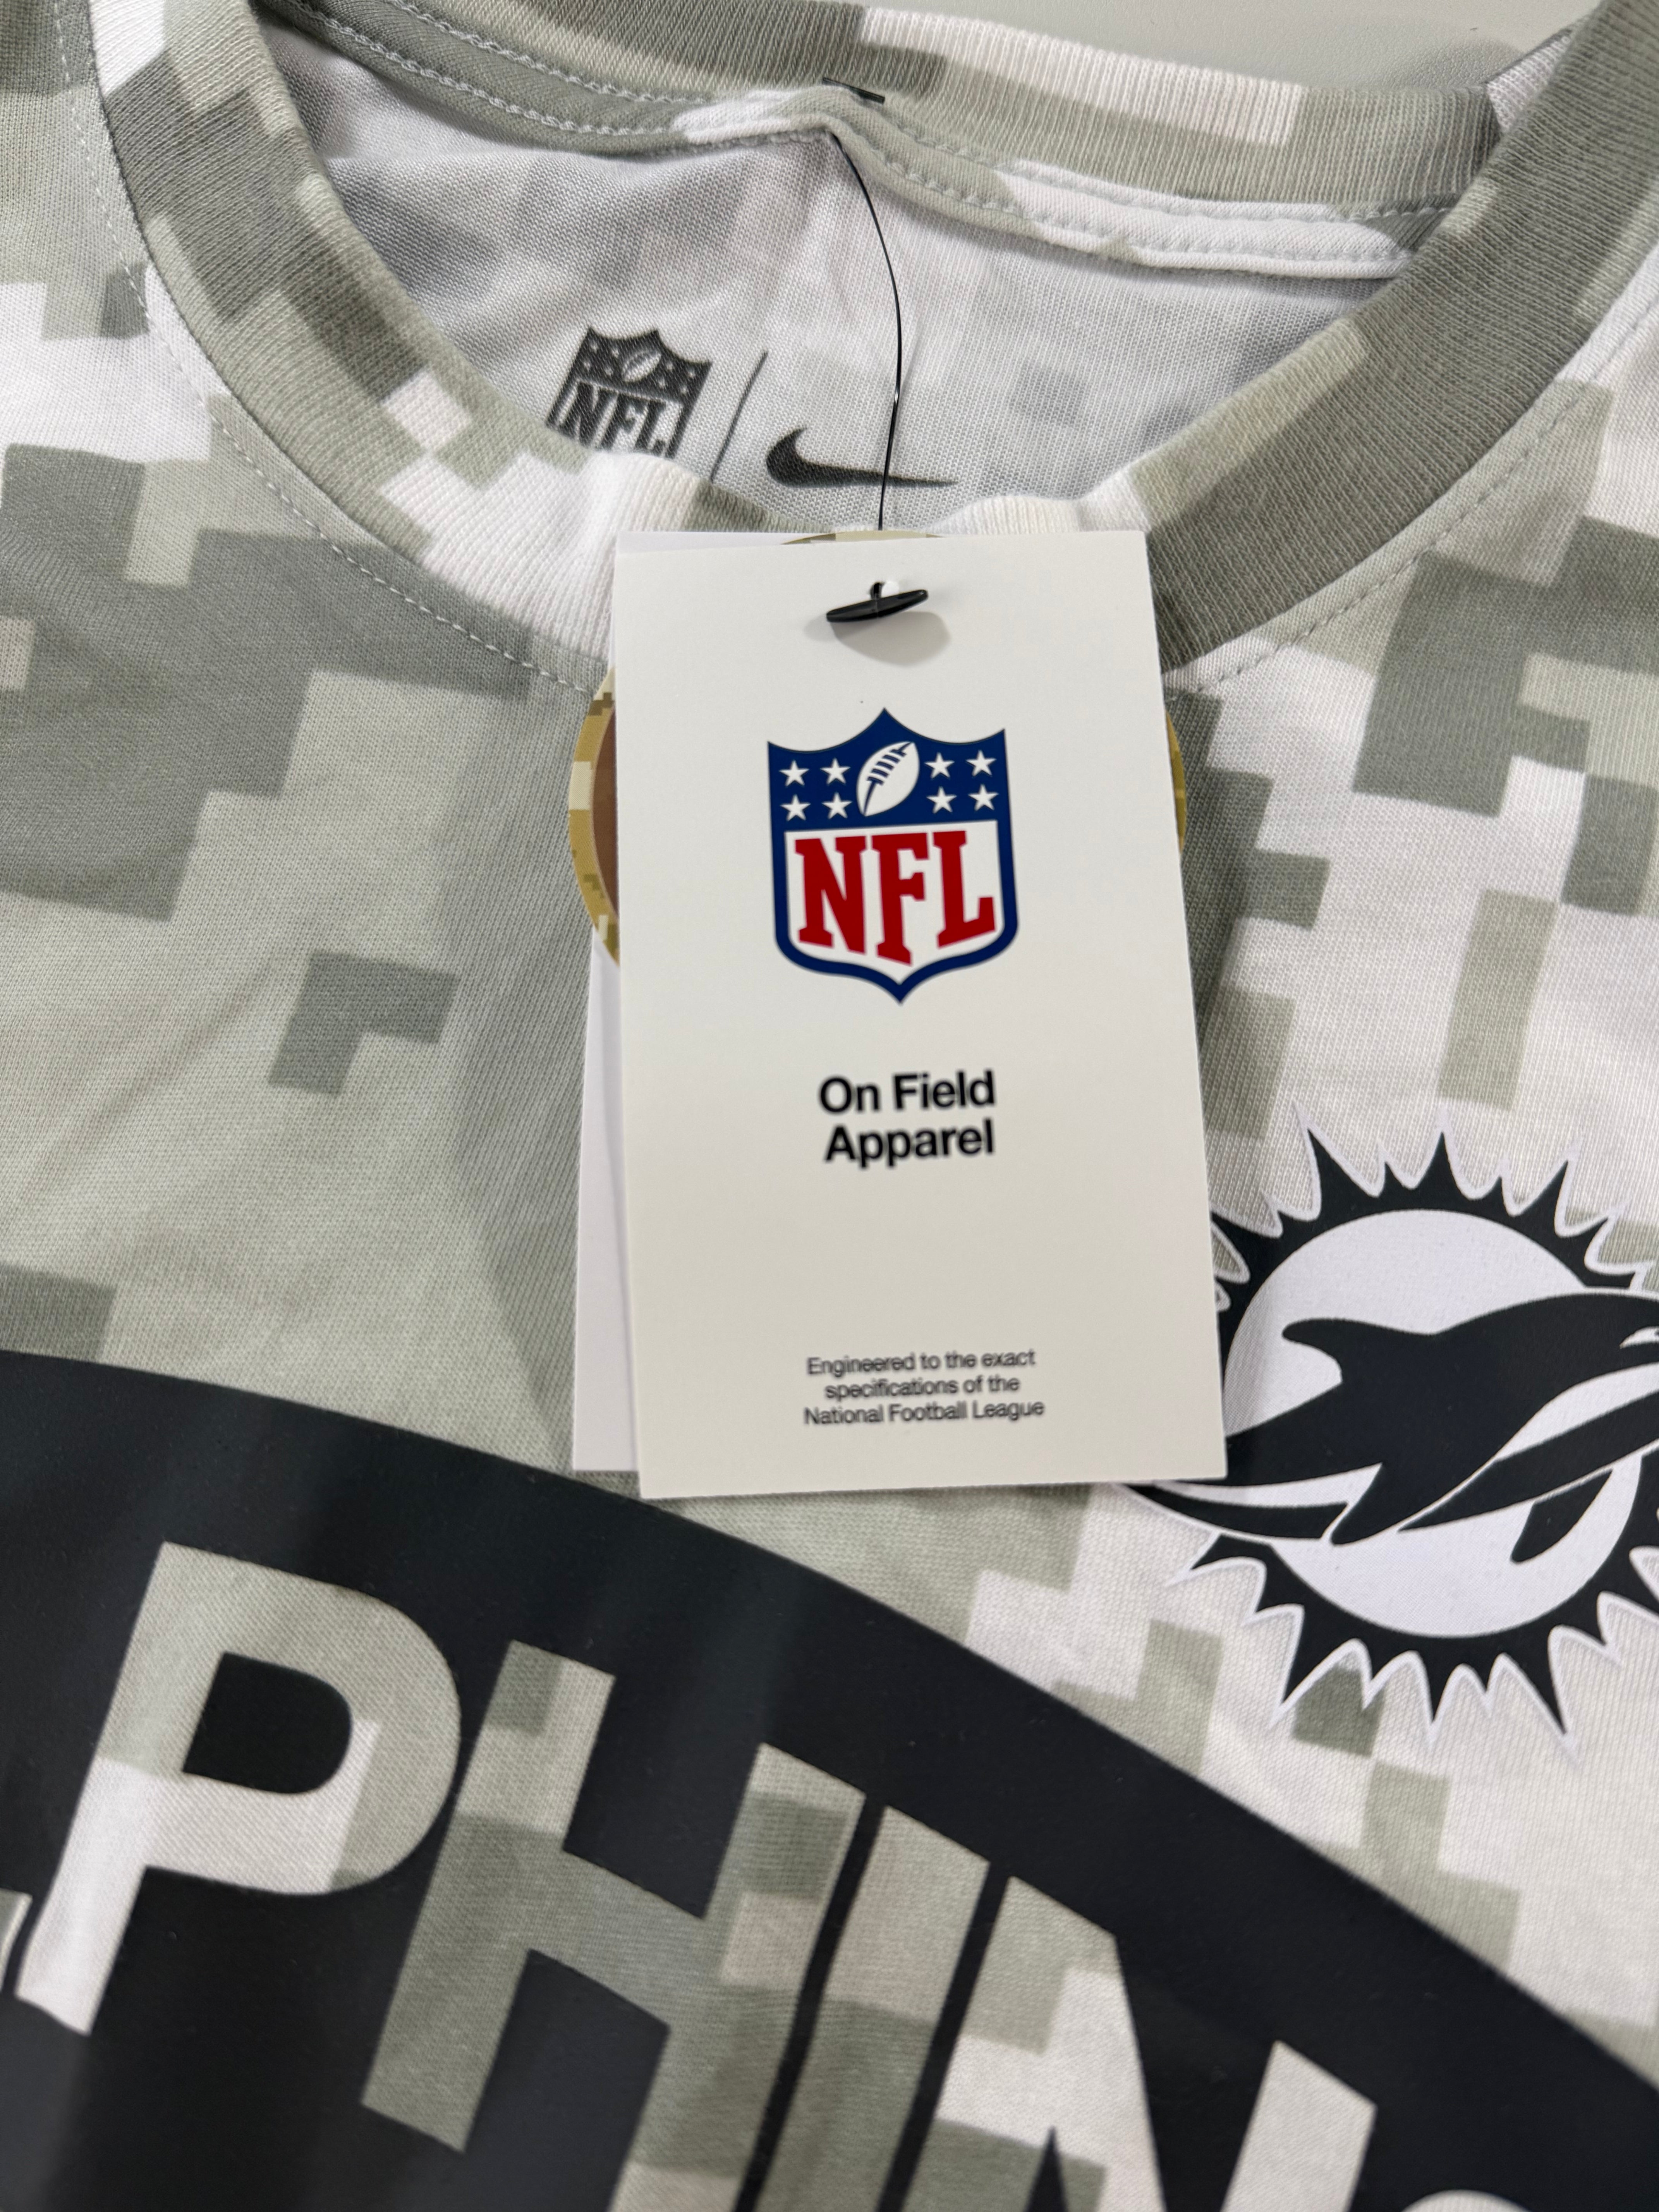 NFL
NFL
On Field
Apparel
Engineered to the exact
specifications of the
National Football League
PHIN